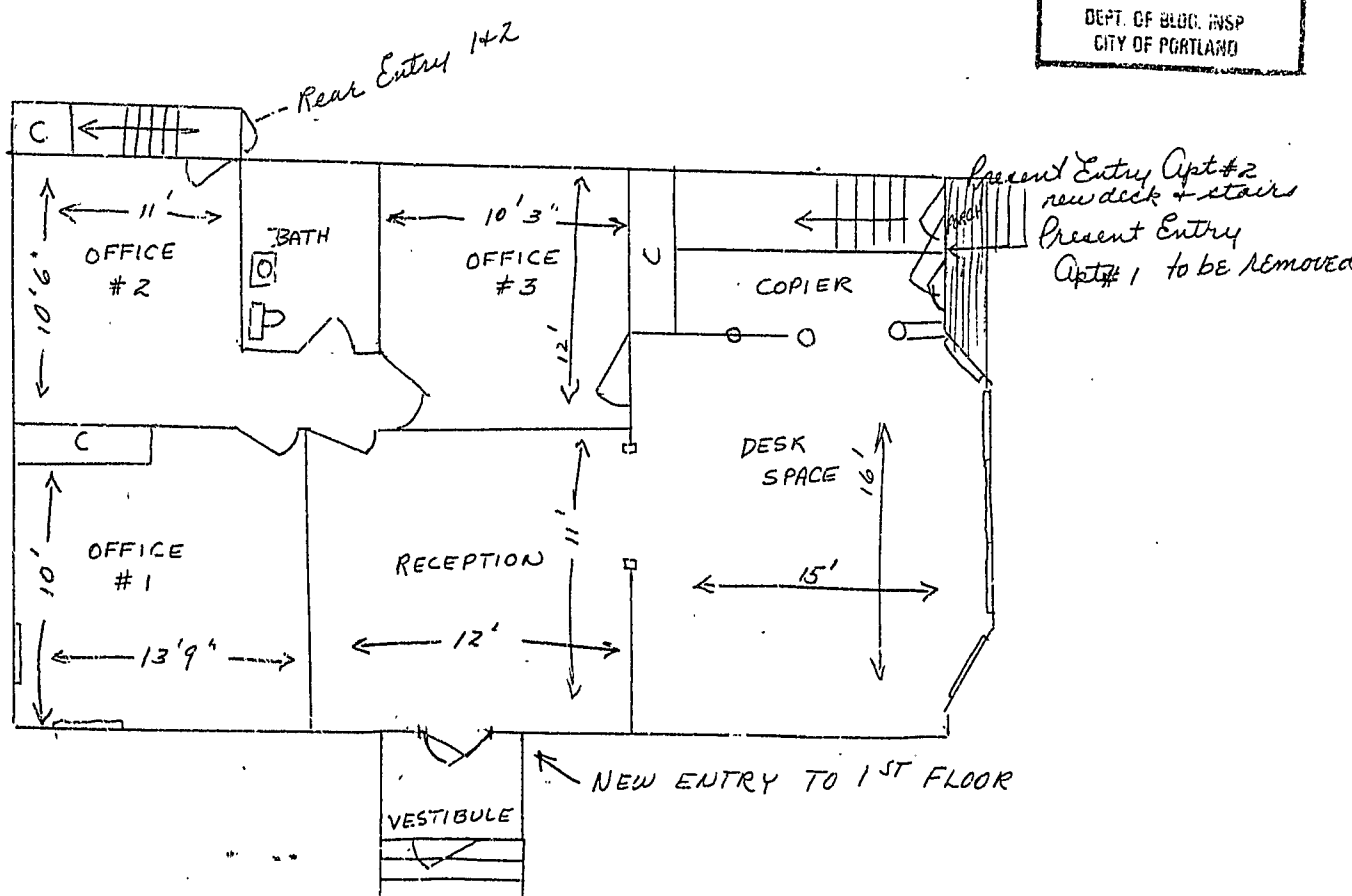 DEPT. OF BLDG. INSP
CITY OF PORTLAND
Rear Entry 1+2
C
Present Entry Apt #2
new deck + stairs
Present Entry
Apt #1 to be REMOVED
11'
10'6"
OFFICE
#2
BATH
10'3"
OFFICE
#3
12'
C
COPIER
C
10'
OFFICE
#1
13'9"
RECEPTION
11'
12'
DESK
SPACE
16'
15'
NEW ENTRY TO 1ST FLOOR
VESTIBULE